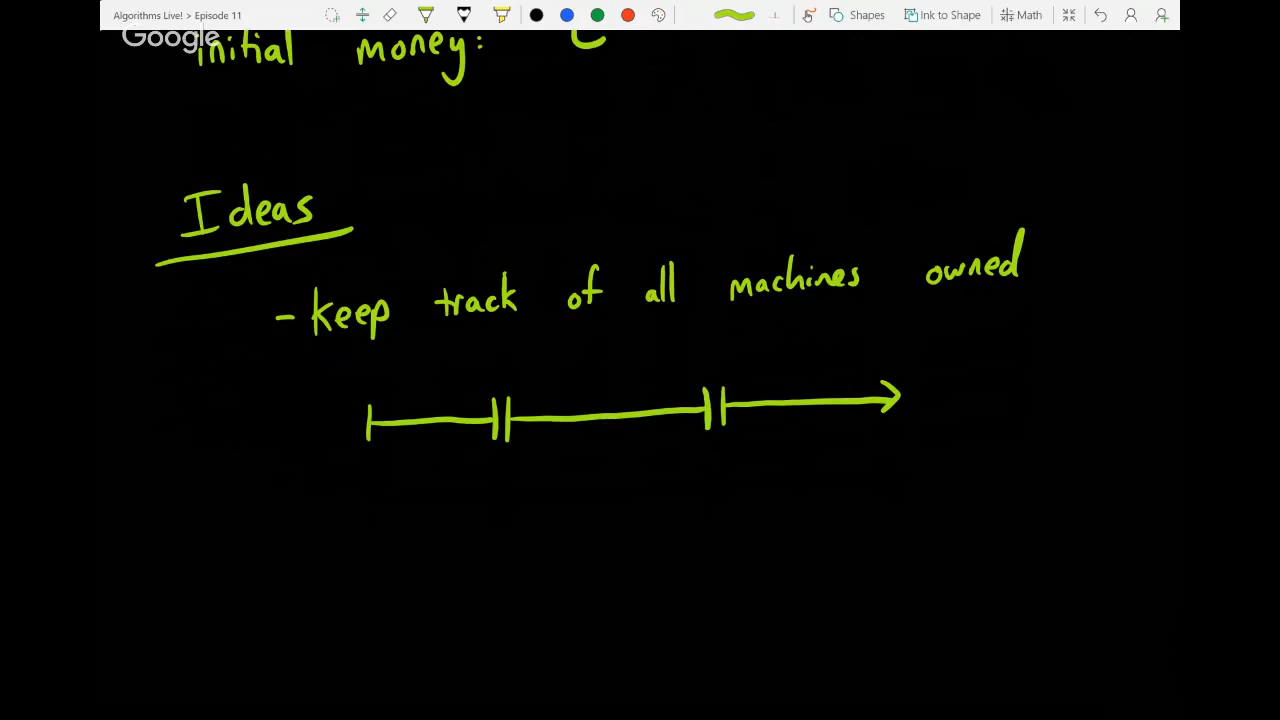 Algorithms Live! > Episode 11
Shapes
Ink to Shape
Math
Google
initial money: C
Ideas
- Keep track of all machines owned